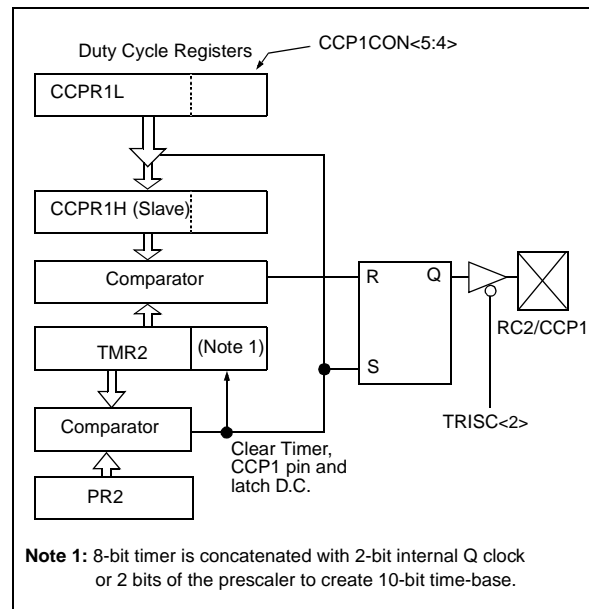 CCP1CON<5:4>
Duty Cycle Registers
CCPR1L
CCPR1H (Slave)
Comparator
R
Q
RC2/CCP1
TMR2
(Note 1)
S
TRISC<2>
Comparator
Clear Timer,
CCP1 pin and
latch D.C.
PR2
Note 1: 8-bit timer is concatenated with 2-bit internal Q clock
or 2 bits of the prescaler to create 10-bit time-base.